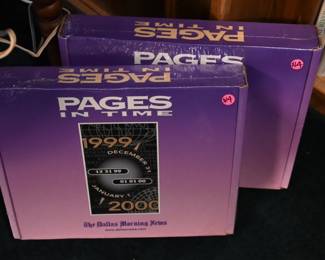 PAGES
IN TIME
PAGES
PAGES
IN TIME
PAGES
IN TIME
1999
DECEMBER 31,
12 31 99
01 01 00
JANUARY 1,
2000
The Dallas Morning News